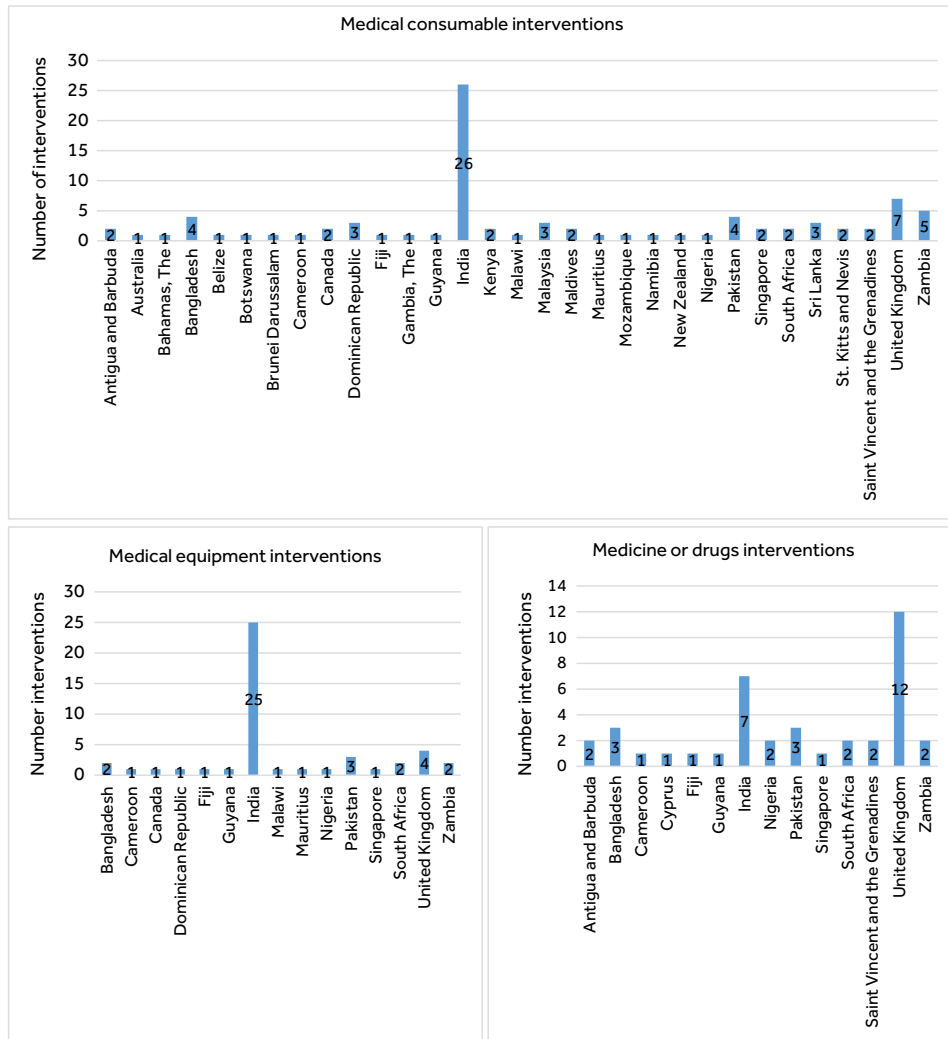 Medical consumable interventions
Number of interventions
30
25
20
15
10
5
0
2
1
1
4
1
1
1
1
2
3
1
1
1
26
2
1
3
2
1
1
1
1
1
4
2
2
3
2
2
7
5
Antigua and Barbuda
Australia
Bahamas, The
Bangladesh
Belize
Botswana
Brunei Darussalam
Cameroon
Canada
Dominican Republic
Fiji
Gambia, The
Guyana
India
Kenya
Malawi
Malaysia
Maldives
Mauritius
Mozambique
Namibia
New Zealand
Nigeria
Pakistan
Singapore
South Africa
Sri Lanka
St. Kitts and Nevis
Saint Vincent and the Grenadines
United Kingdom
Zambia
Medical equipment interventions
Number interventions
30
25
20
15
10
5
0
2
1
1
1
1
1
25
1
1
1
3
1
2
4
2
Bangladesh
Cameroon
Canada
Dominican Republic
Fiji
Guyana
India
Malawi
Mauritius
Nigeria
Pakistan
Singapore
South Africa
United Kingdom
Zambia
Medicine or drugs interventions
Number interventions
14
12
10
8
6
4
2
0
2
3
1
1
1
1
7
2
3
1
2
2
12
2
Antigua and Barbuda
Bangladesh
Cameroon
Cyprus
Fiji
Guyana
India
Nigeria
Pakistan
Singapore
South Africa
Saint Vincent and the Grenadines
United Kingdom
Zambia